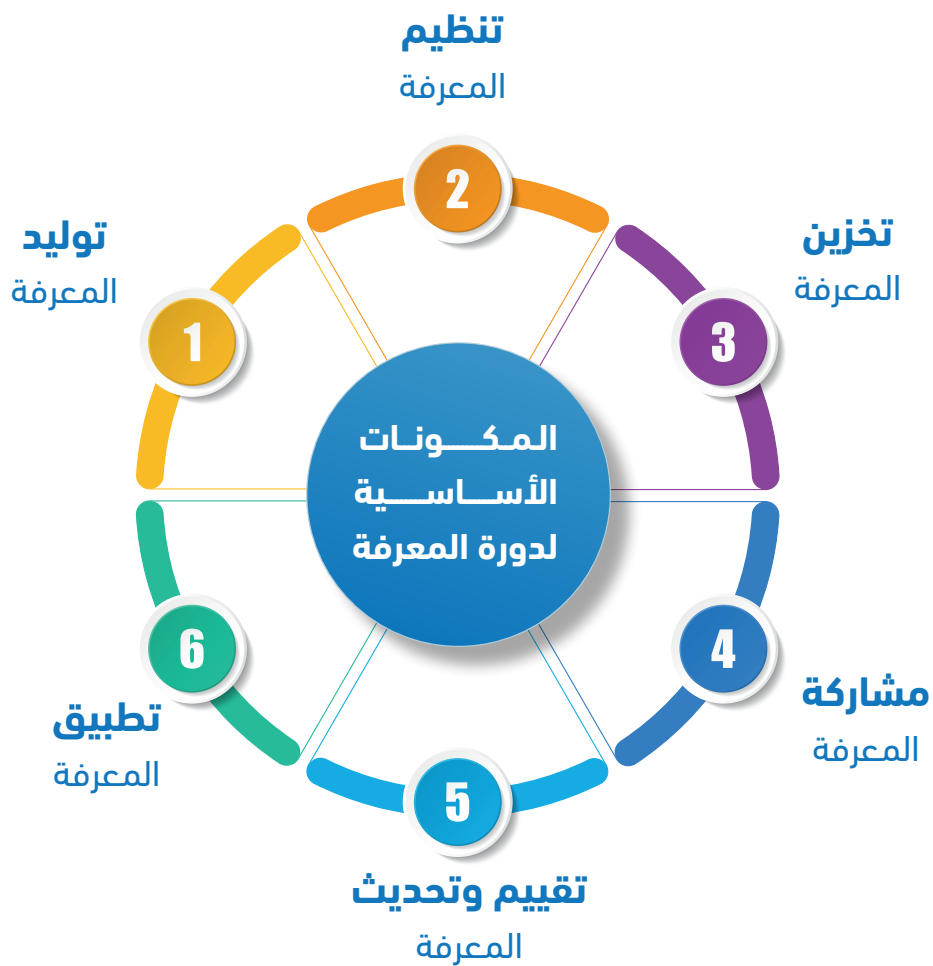 المكونات
الأساسية
لدورة المعرفة
1
توليد
المعرفة
2
تنظيم
المعرفة
3
تخزين
المعرفة
4
مشاركة
المعرفة
5
تقييم وتحديث
المعرفة
6
تطبيق
المعرفة